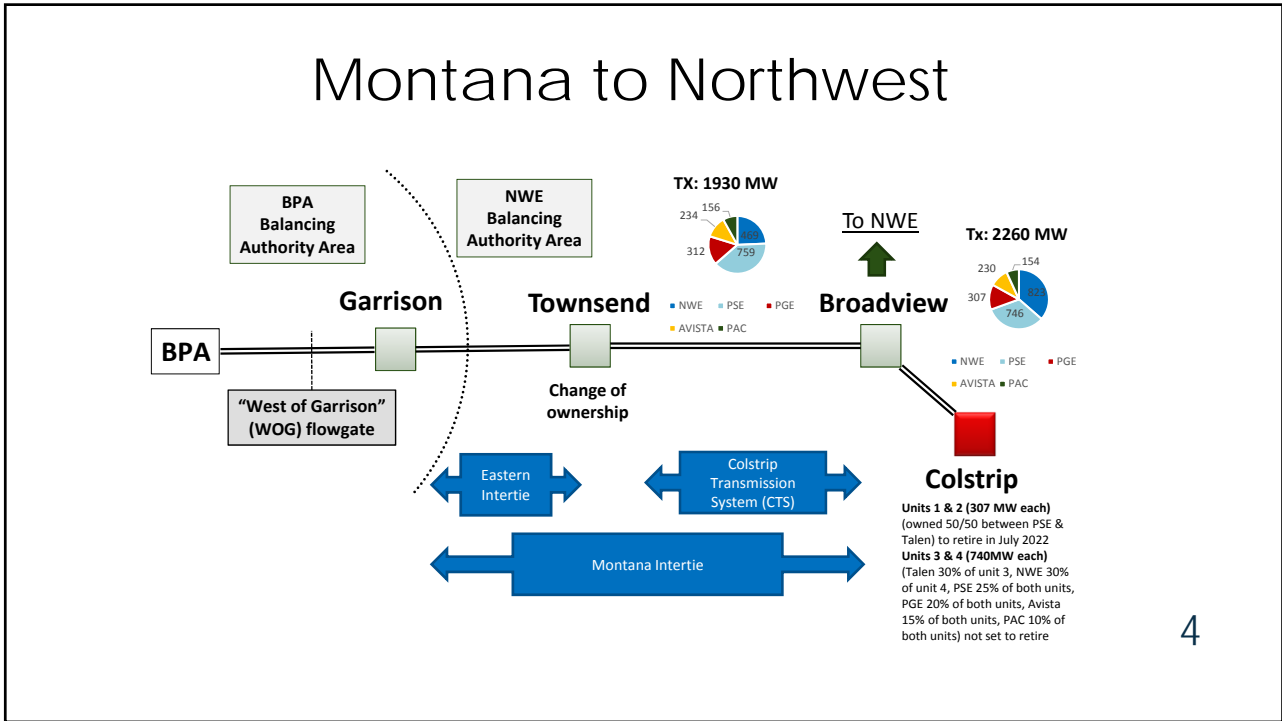 Montana to Northwest
BPA
Balancing
Authority Area
NWE
Balancing
Authority Area
TX: 1930 MW
156
234
469
759
312
To NWE
Tx: 2260 MW
154
230
823
307
746
Garrison
Townsend
NWE PSE PGE
AVISTA PAC
Broadview
BPA
NWE PSE PGE
AVISTA PAC
"West of Garrison"
(WOG) flowgate
Change of
ownership
Eastern
Intertie
Colstrip
Transmission
System (CTS)
Montana Intertie
Colstrip
Units 1 & 2 (307 MW each)
(owned 50/50 between PSE &
Talen) to retire in July 2022
Units 3 & 4 (740MW each)
(Talen 30% of unit 3, NWE 30%
of unit 4, PSE 25% of both units,
PGE 20% of both units, Avista
15% of both units, PAC 10% of
both units) not set to retire
4